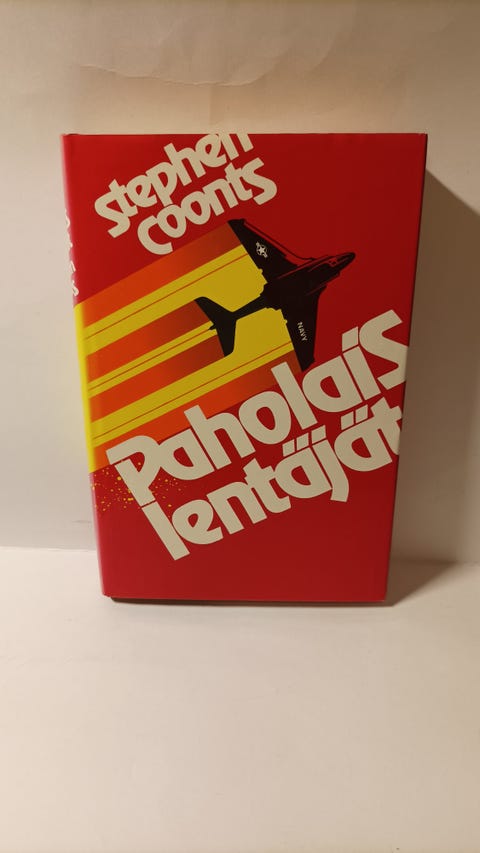 Stephen
Coonts
NAVY
Paholais
lentäjät